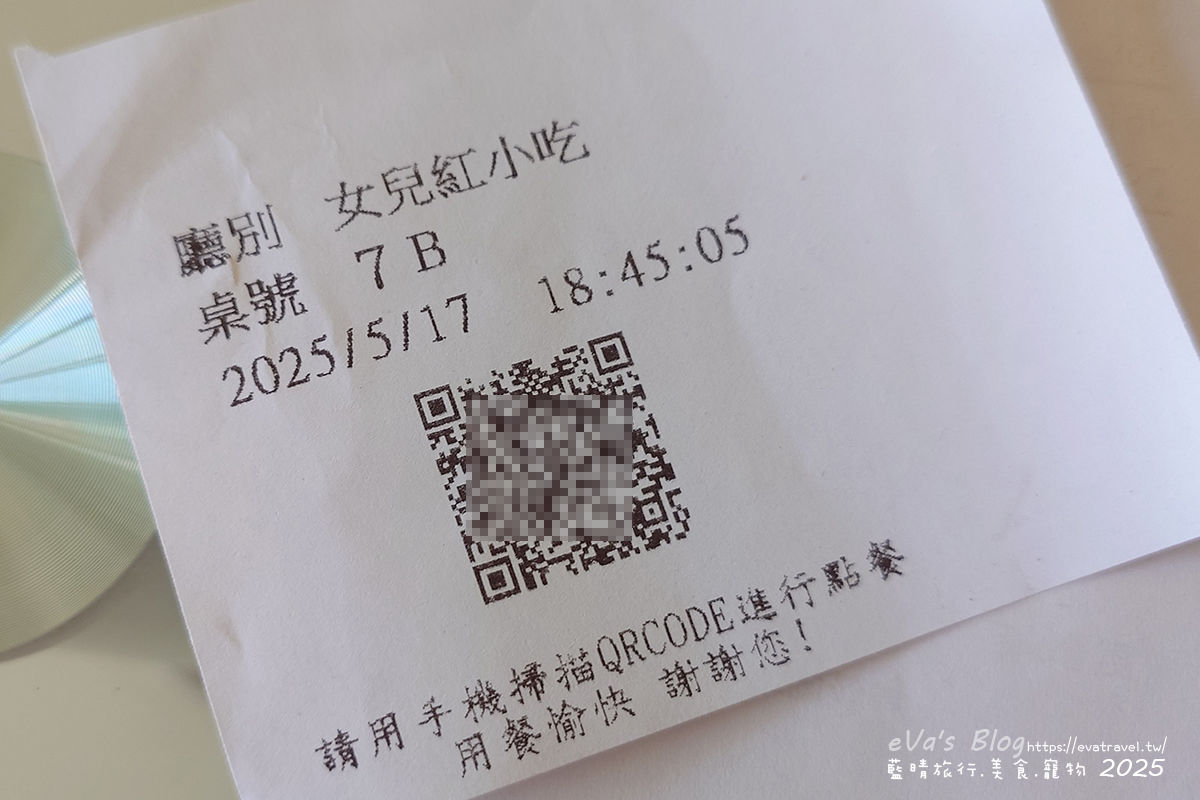 廳別 女兒紅小吃
桌號 7 B
2025/5/17 18:45:05
請用手機掃描QRCODE進行點餐
用餐愉快 謝謝您!
eVa's Blog https://evatravel.tw/
藍晴旅行.美食.寵物 2025